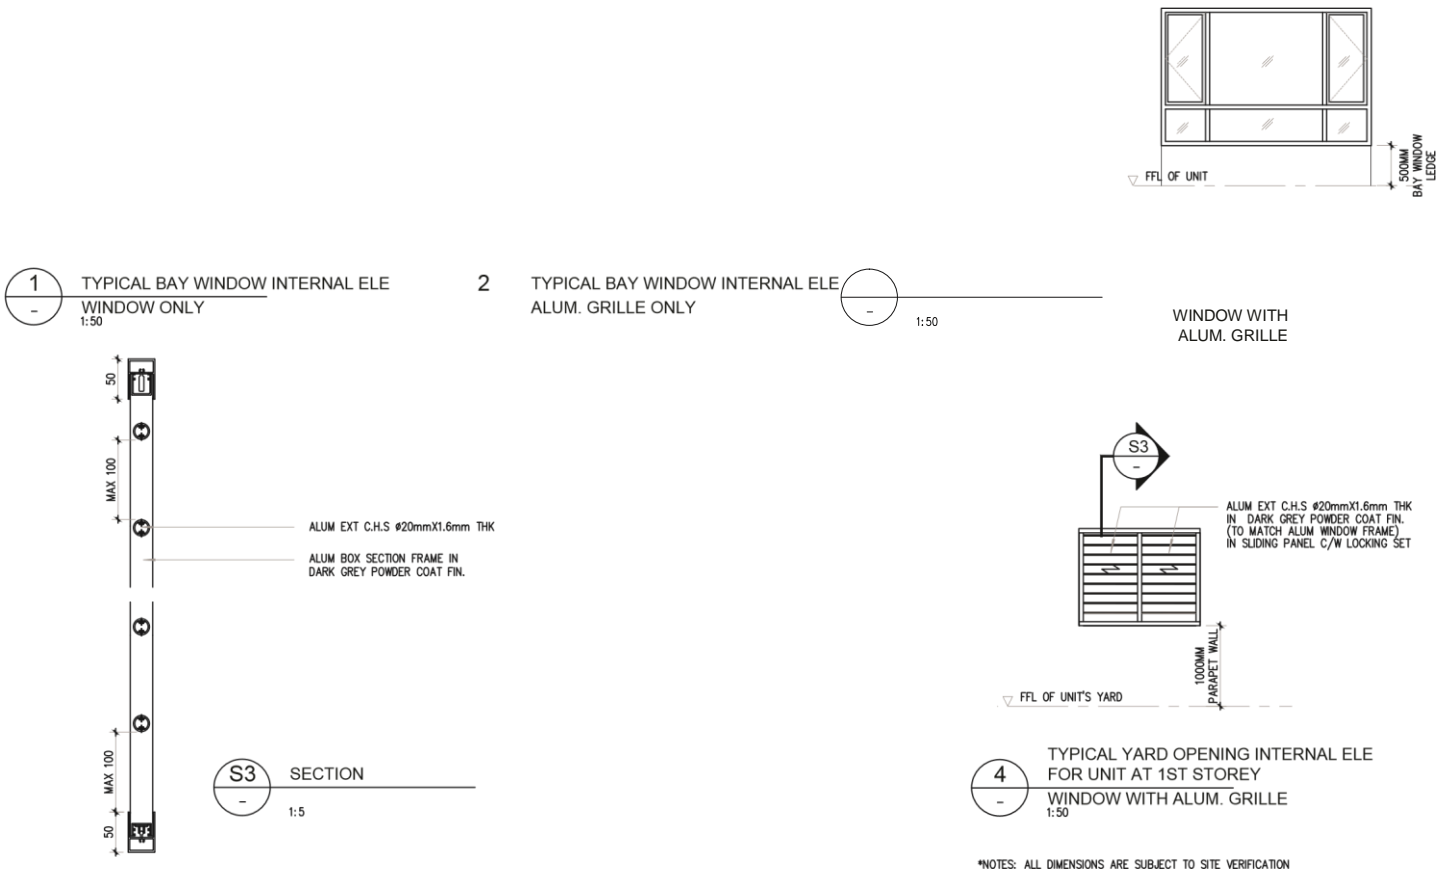 FFL OF UNIT
500MM
BAY WINDOW
LEDGE
1
-
TYPICAL BAY WINDOW INTERNAL ELE
WINDOW ONLY
1:50
2
TYPICAL BAY WINDOW INTERNAL ELE
ALUM. GRILLE ONLY
-
1:50
WINDOW WITH
ALUM. GRILLE
50
MAX 100
ALUM EXT C.H.S ø20mmX1.6mm THK
ALUM BOX SECTION FRAME IN
DARK GREY POWDER COAT FIN.
MAX 100
50
S3
-
SECTION
1:5
S3
-
ALUM EXT C.H.S ø20mmX1.6mm THK
IN DARK GREY POWDER COAT FIN.
(TO MATCH ALUM WINDOW FRAME)
IN SLIDING PANEL C/W LOCKING SET
1000MM
PARAPET WALL
FFL OF UNIT'S YARD
4
-
TYPICAL YARD OPENING INTERNAL ELE
FOR UNIT AT 1ST STOREY
WINDOW WITH ALUM. GRILLE
1:50
*NOTES: ALL DIMENSIONS ARE SUBJECT TO SITE VERIFICATION